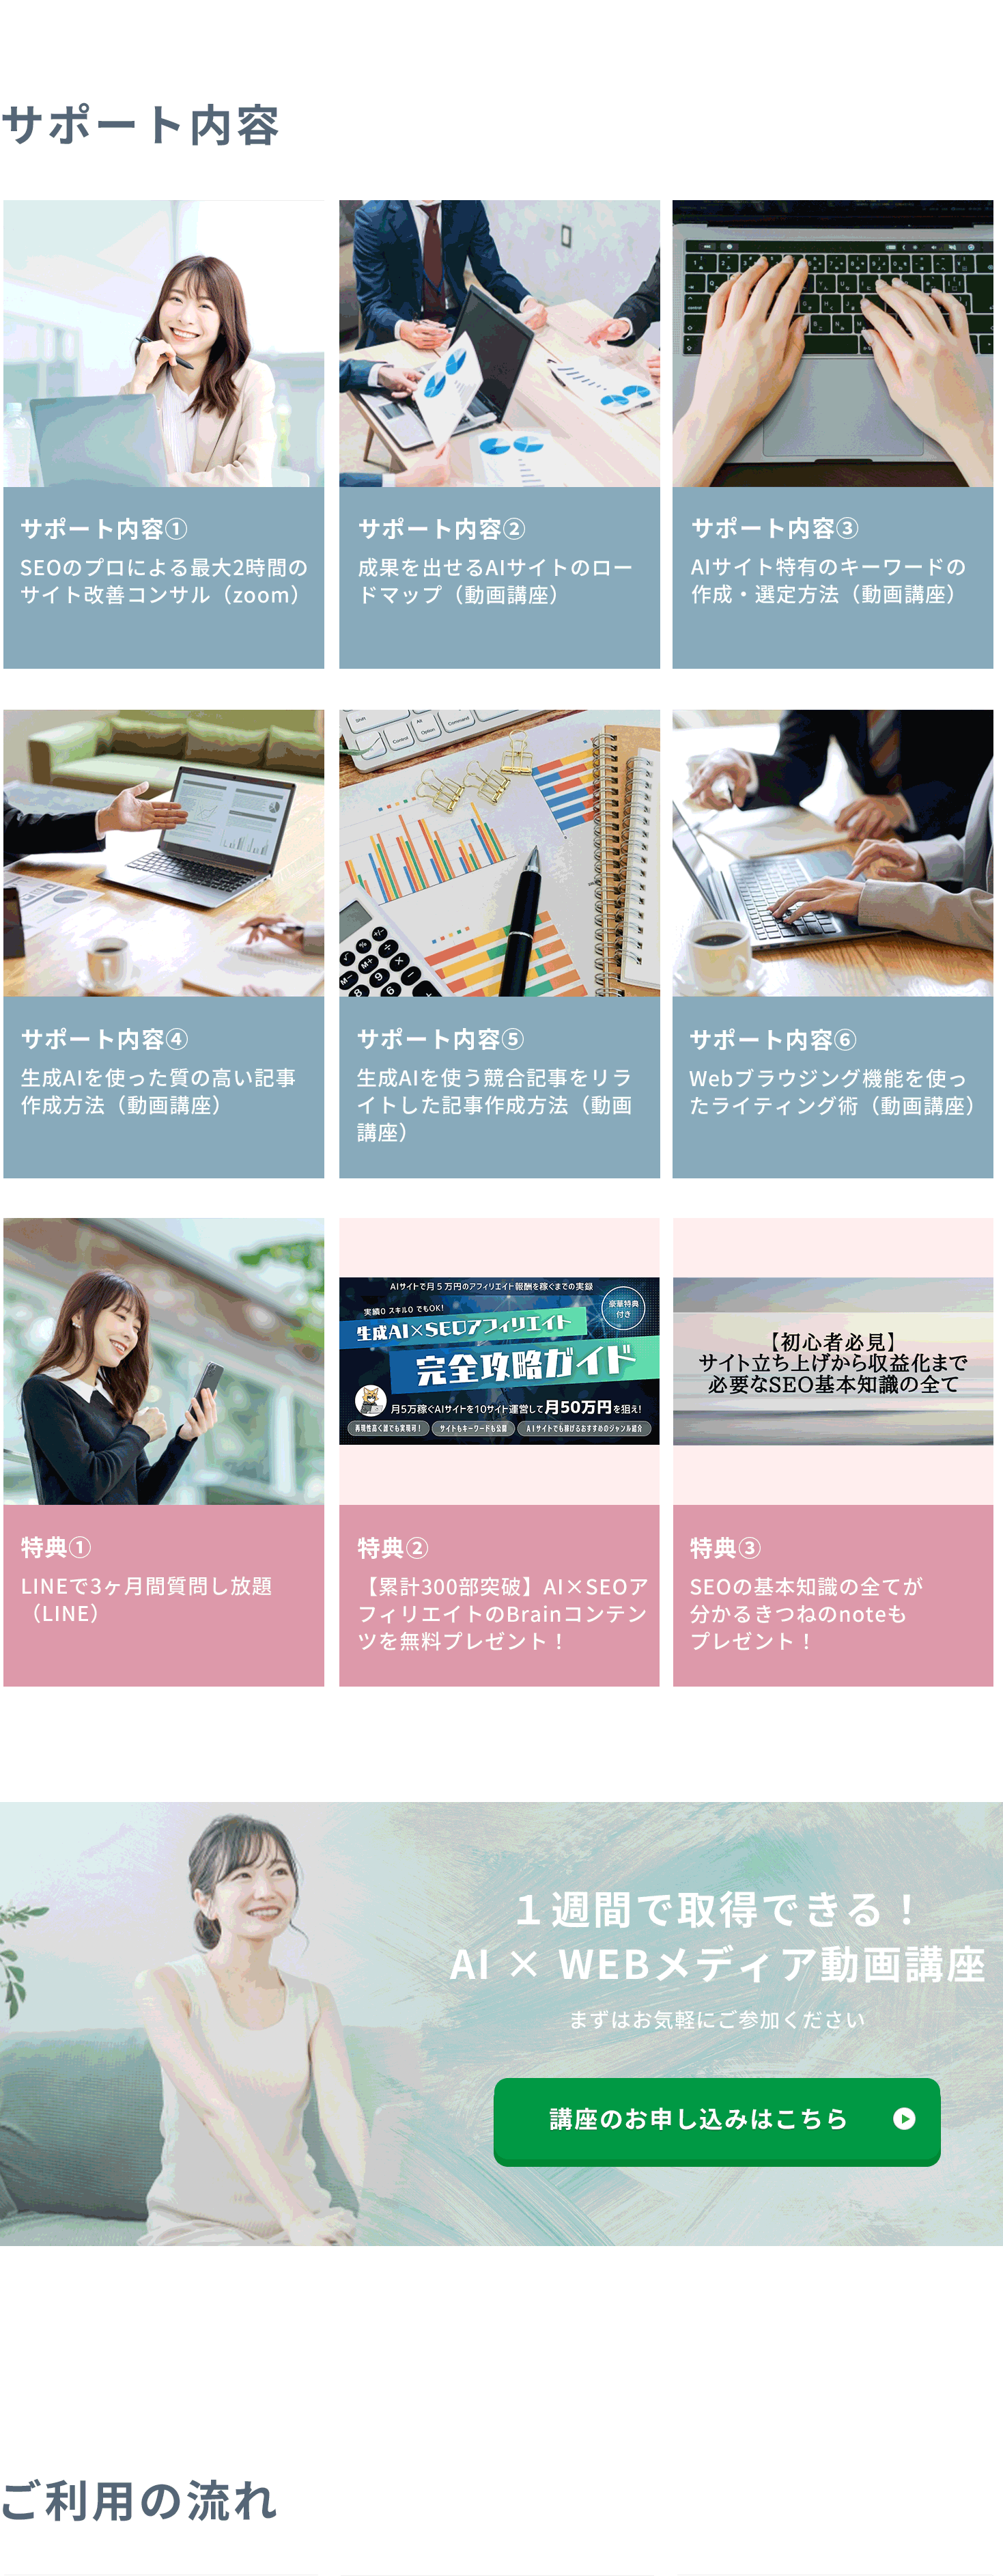 サポート内容
サポート内容①
SEOのプロによる最大2時間の
サイト改善コンサル（zoom）
サポート内容②
成果を出せるAIサイトのロー
ドマップ（動画講座）
サポート内容③
AIサイト特有のキーワードの
作成・選定方法（動画講座）
サポート内容④
生成AIを使った質の高い記事
作成方法（動画講座）
サポート内容⑤
生成AIを使う競合記事をリラ
イトした記事作成方法（動画
講座）
サポート内容⑥
Webブラウジング機能を使っ
たライティング術（動画講座）
特典①
LINEで3ヶ月間質問し放題
（LINE）
AIサイトで月５万円のアフィリエイト報酬を稼ぐまでの実録
実績0 スキル0 でもOK!
豪華特典
付き
生成AI×SEOアフィリエイト
完全攻略ガイド
月5万稼ぐAIサイトを10サイト運営して月50万円を狙え!
再現性高く誰でも実現可！
サイトもキーワードも公開
AIサイトでも稼げるおすすめのジャンル紹介
特典②
【累計300部突破】AI×SEOア
フィリエイトのBrainコンテン
ツを無料プレゼント！
【初心者必見】
サイト立ち上げから収益化まで
必要なSEO基本知識の全て
特典③
SEOの基本知識の全てが
分かるきつねのnoteも
プレゼント！
１週間で取得できる！
AI × WEBメディア動画講座
まずはお気軽にご参加ください
講座のお申し込みはこちら
ご利用の流れ